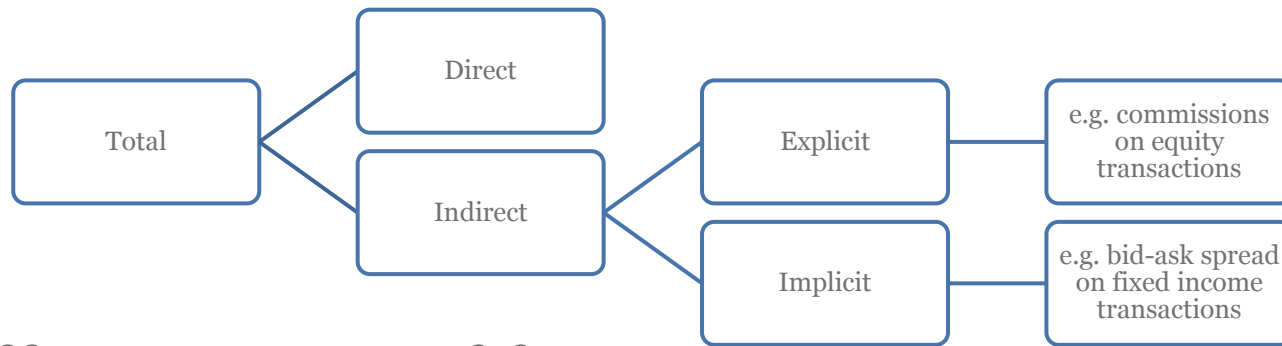 Total
Direct
Indirect
Explicit
Implicit
e.g. commissions
on equity
transactions
e.g. bid-ask spread
on fixed income
transactions